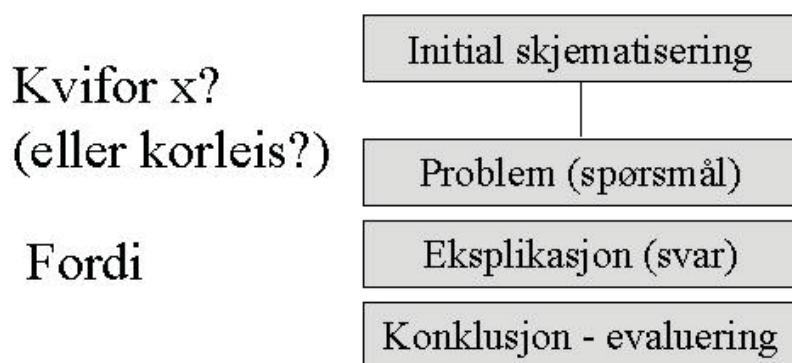 Initial skjematisering
Kvifor x?
(eller korleis?)
Problem (spørsmål)
Fordi
Eksplikasjon (svar)
Konklusjon - evaluering